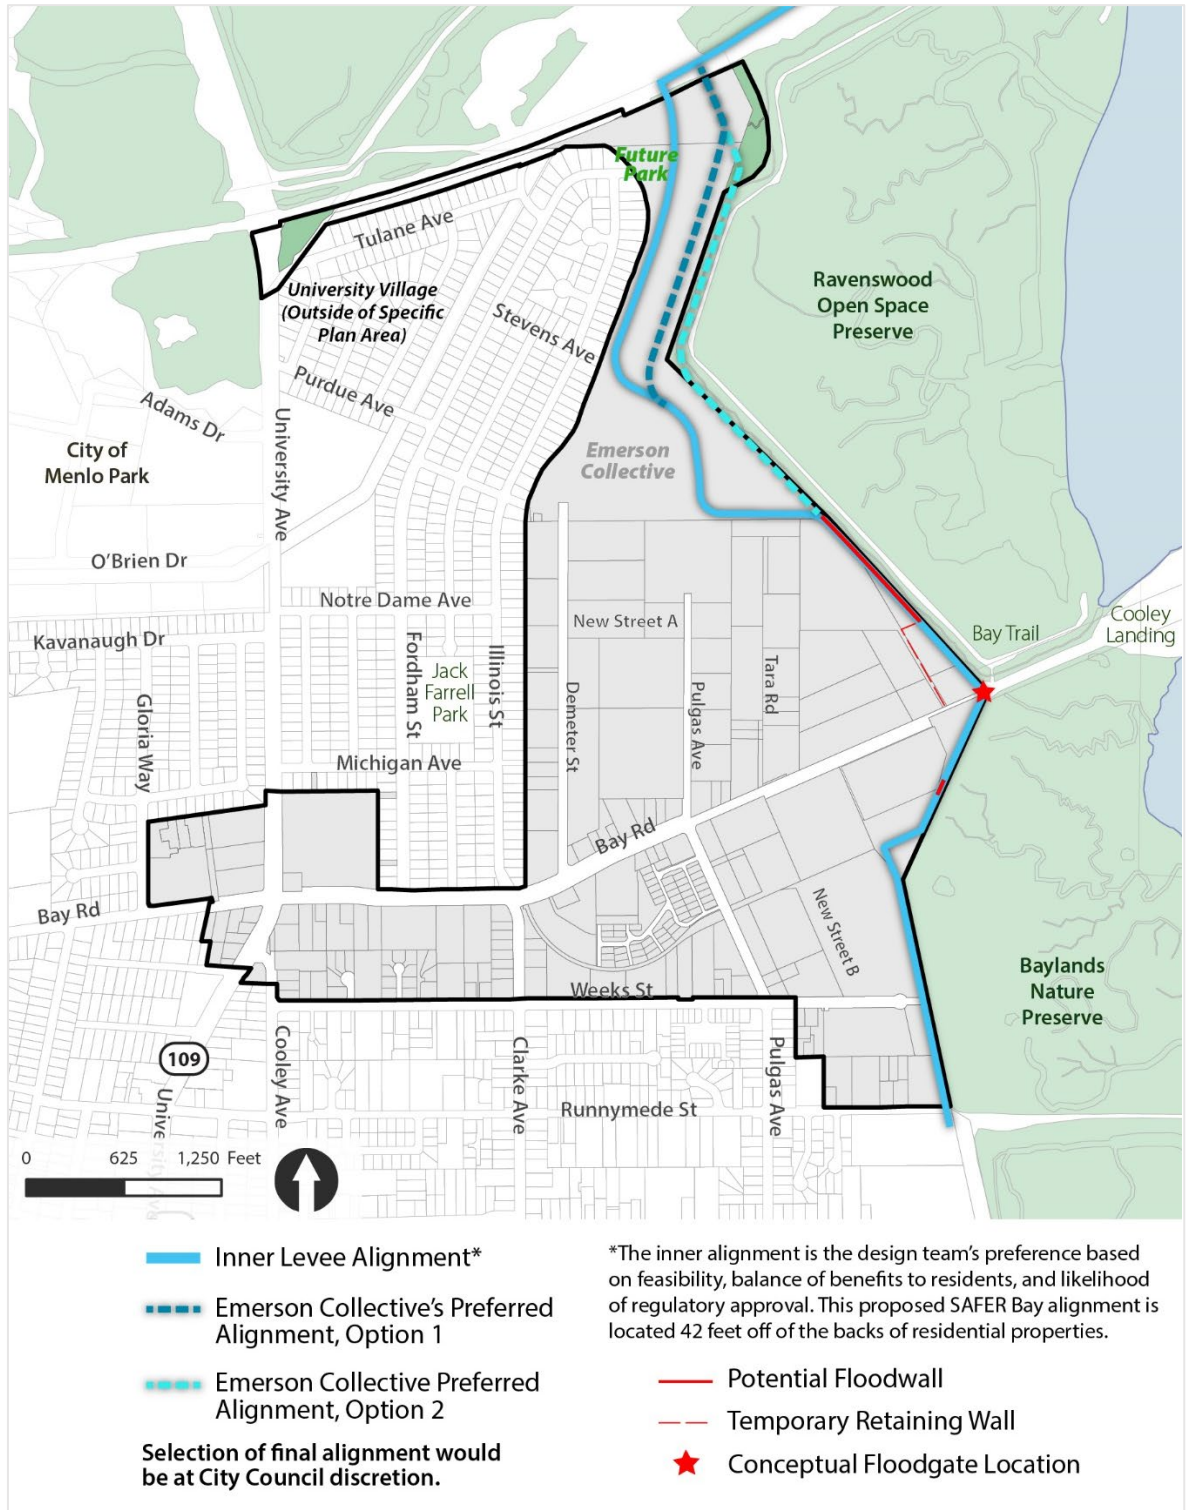 Future
Park
Tulane Ave
University Village
(Outside of Specific
Plan Area)
Ravenswood
Open Space
Preserve
Stevens Ave
Purdue Ave
Adams Dr
University Ave
City of
Menlo Park
Emerson
Collective
O'Brien Dr
Notre Dame Ave
New Street A
Kavanaugh Dr
Bay Trail
Cooley
Landing
Fordham St
Jack
Farrell
Park
Illinois St
Demeter St
Pulgas Ave
Tara Rd
Gloria Way
Michigan Ave
Bay Rd
Bay Rd
New Street B
Weeks St
Baylands
Nature
Preserve
109
Cooley Ave
Clarke Ave
Pulgas Ave
Runnymede St
University Ave
0 625 1,250 Feet
Inner Levee Alignment*
Emerson Collective's Preferred
Alignment, Option 1
Emerson Collective Preferred
Alignment, Option 2
Selection of final alignment would
be at City Council discretion.
*The inner alignment is the design team's preference based
on feasibility, balance of benefits to residents, and likelihood
of regulatory approval. This proposed SAFER Bay alignment is
located 42 feet off of the backs of residential properties.
Potential Floodwall
Temporary Retaining Wall
Conceptual Floodgate Location